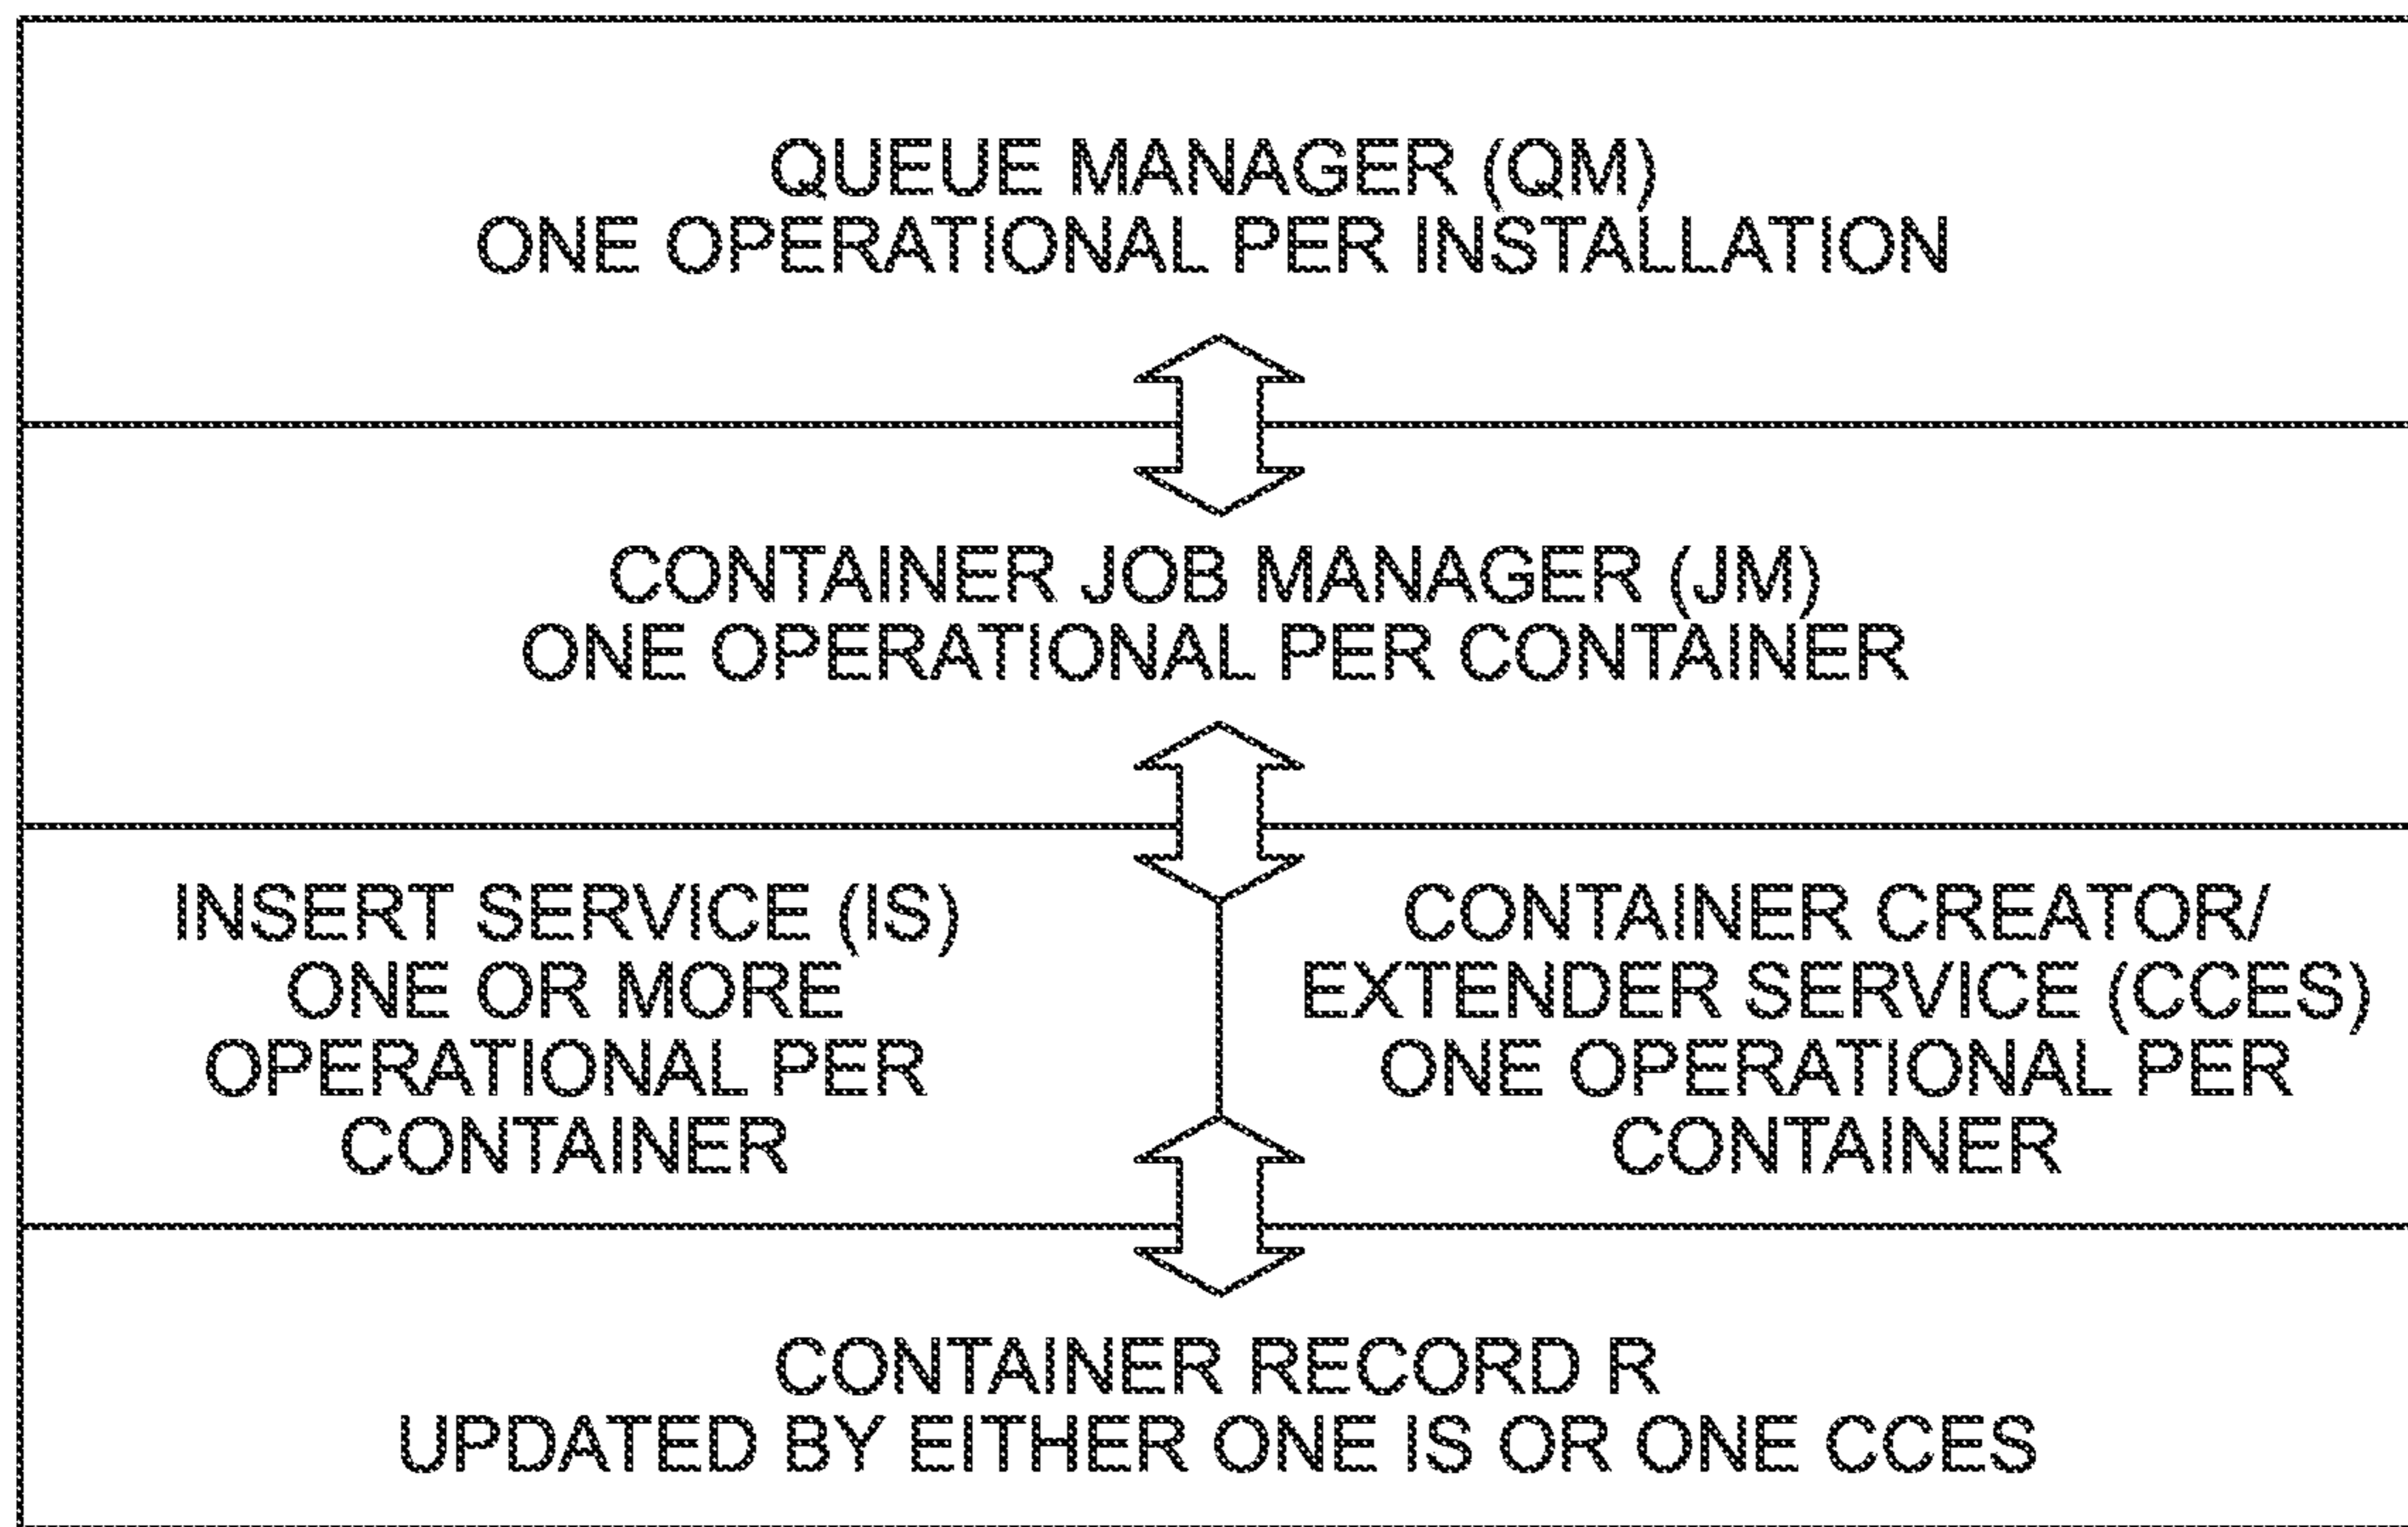 QUEUE MANAGER (QM)
ONE OPERATIONAL PER INSTALLATION
CONTAINER JOB MANAGER (JM)
ONE OPERATIONAL PER CONTAINER
INSERT SERVICE (IS)
ONE OR MORE
OPERATIONAL PER
CONTAINER
CONTAINER CREATOR/
EXTENDER SERVICE (CCES)
ONE OPERATIONAL PER
CONTAINER
CONTAINER RECORD R
UPDATED BY EITHER ONE IS OR ONE CCES